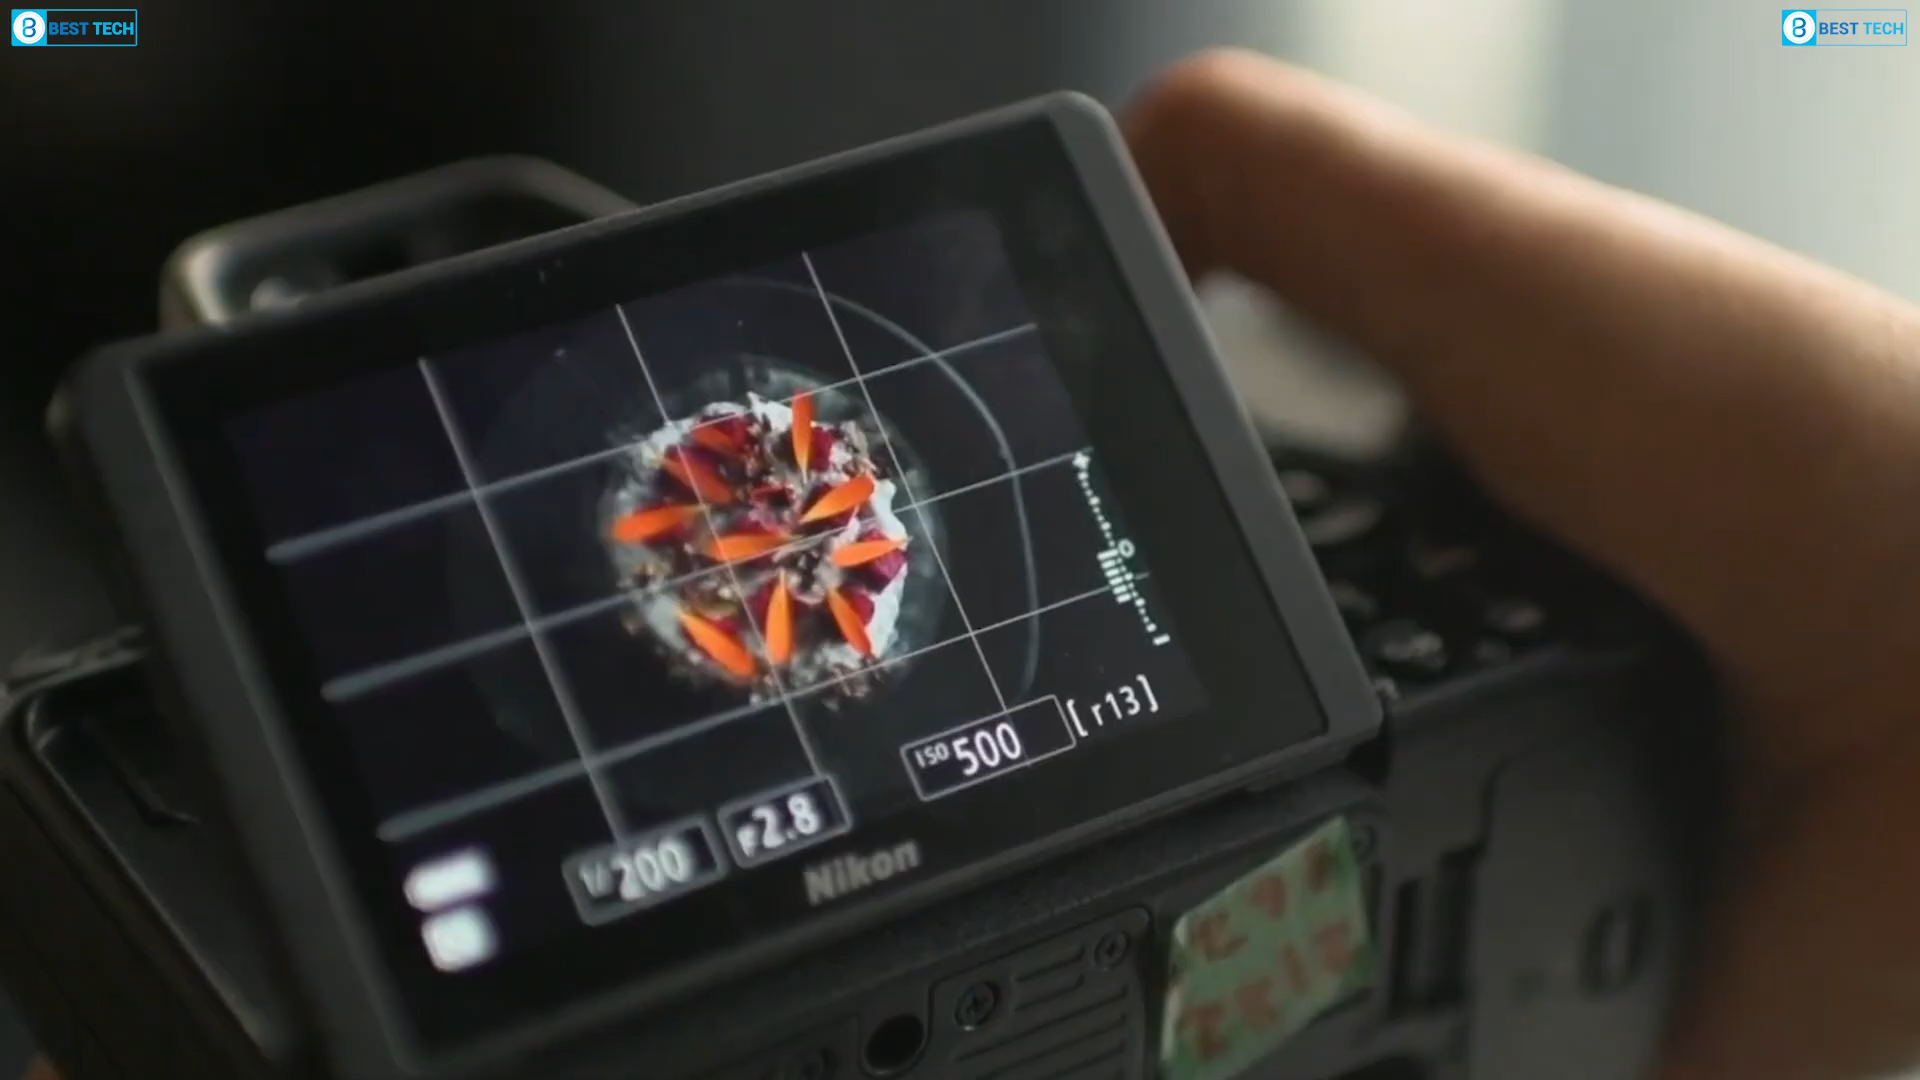 BEST TECH
BEST TECH
ISO 500
[ r13]
1/200
F2.8
Nikon